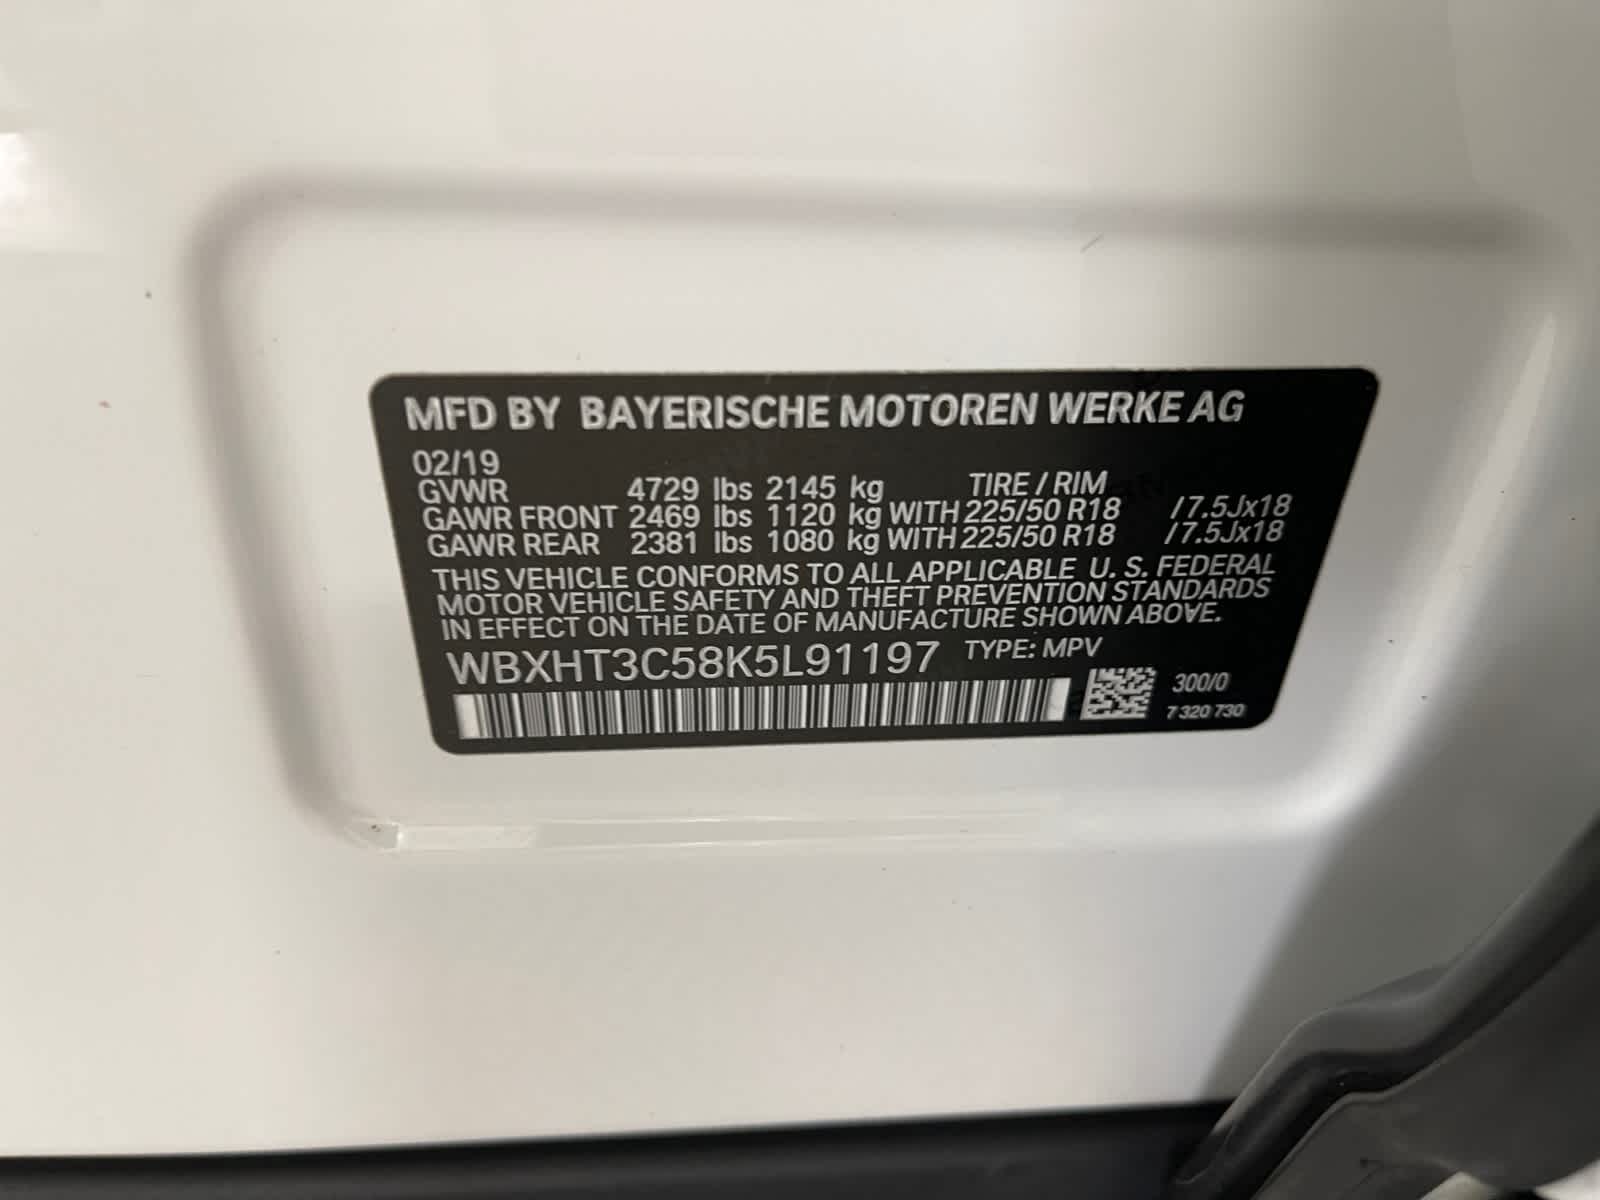 MFD BY BAYERISCHE MOTOREN WERKE AG
02/19
GVWR 4729 lbs 2145 kg TIRE / RIM
GAWR FRONT 2469 lbs 1120 kg WITH 225/50 R18 /7.5Jx18
GAWR REAR 2381 lbs 1080 kg WITH 225/50 R18 /7.5Jx18
THIS VEHICLE CONFORMS TO ALL APPLICABLE U. S. FEDERAL
MOTOR VEHICLE SAFETY AND THEFT PREVENTION STANDARDS
IN EFFECT ON THE DATE OF MANUFACTURE SHOWN ABOVE.
WBXHT3C58K5L91197 TYPE: MPV
300/0
7 320 730